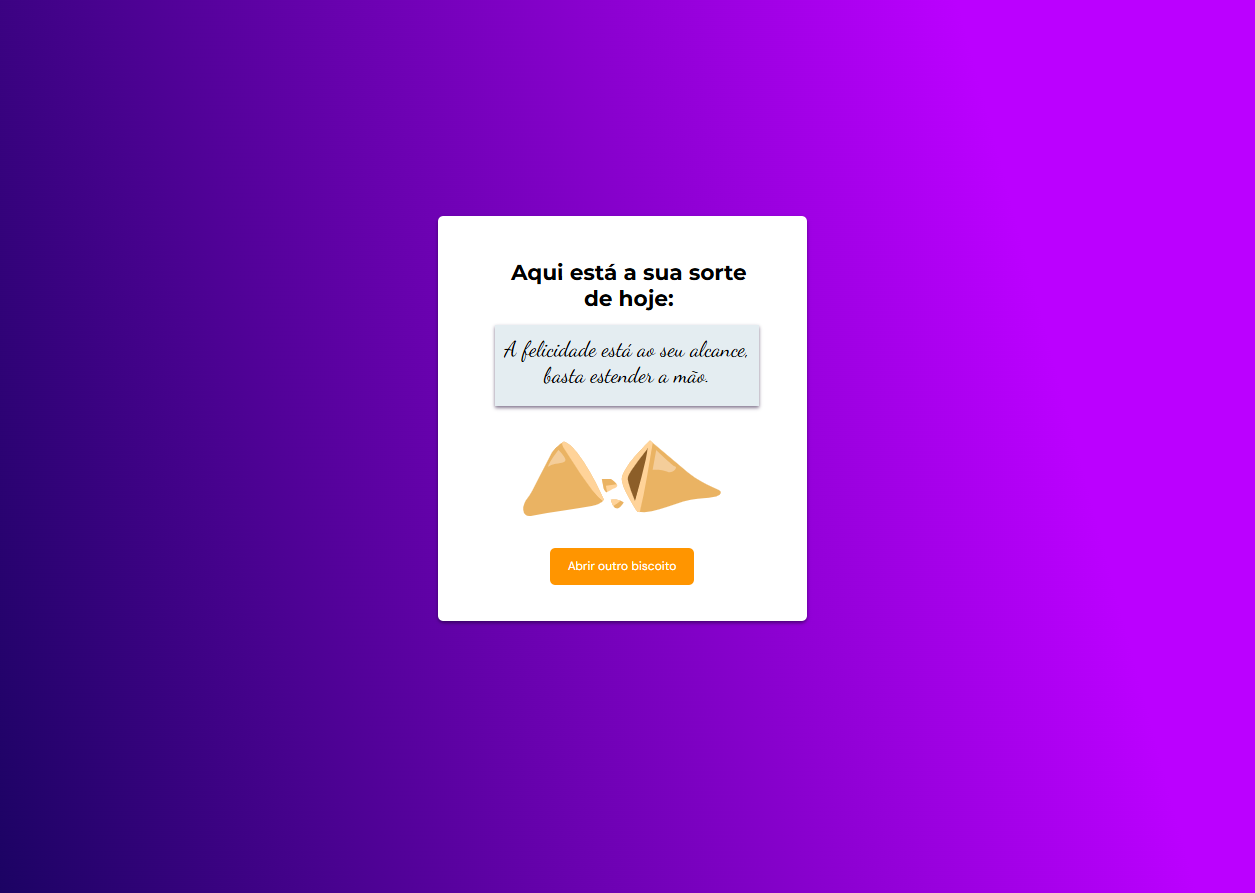 Aqui está a sua sorte
de hoje:
A felicidade está ao seu alcance,
basta estender a mão.
Abrir outro biscoito